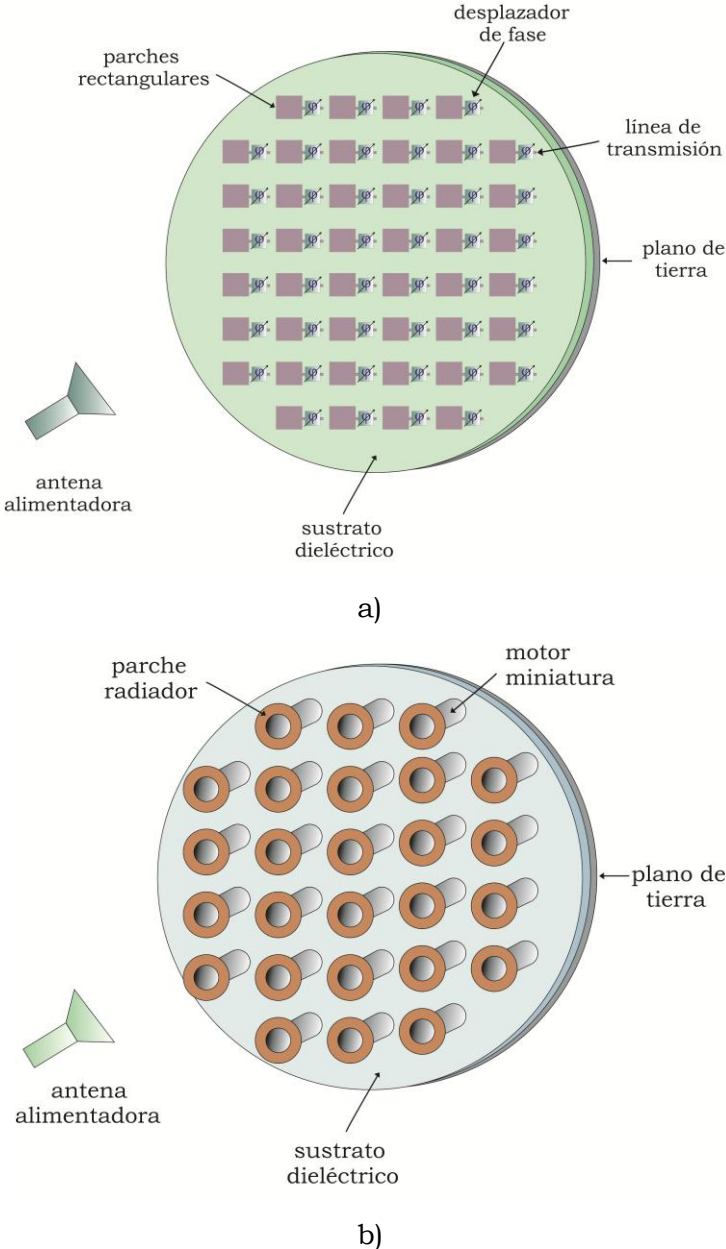 desplazador
de fase
parches
rectangulares
línea de
transmisión
plano de
tierra
antena
alimentadora
sustrato
dieléctrico
a)
parche
radiador
motor
miniatura
plano de
tierra
antena
alimentadora
sustrato
dieléctrico
b)